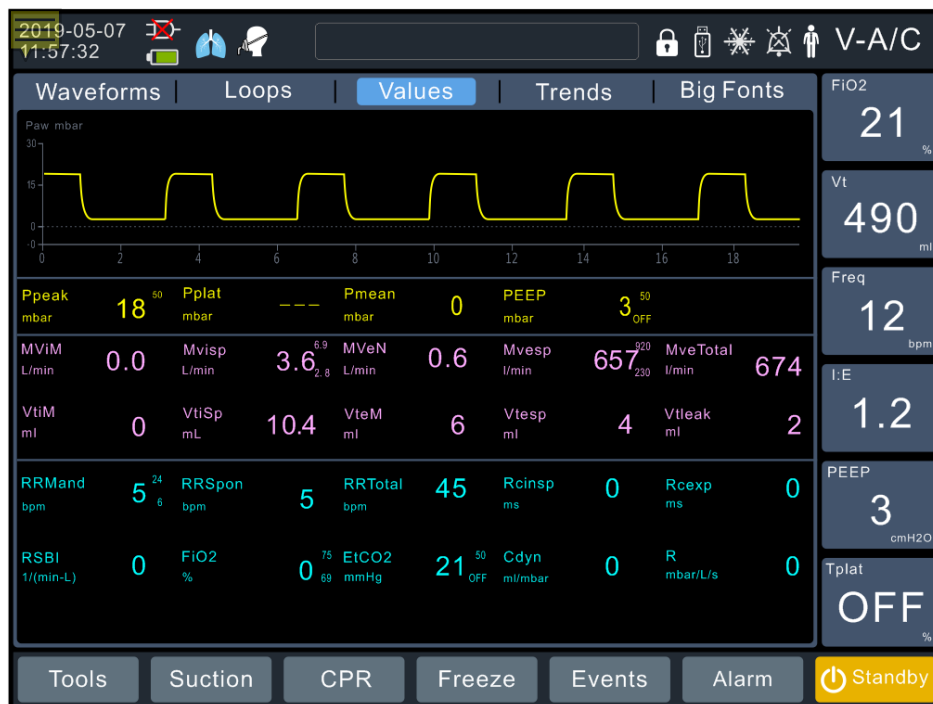 2019-05-07
11:57:32
V-A/C
Waveforms Loops Values Trends Big Fonts
Paw mbar
30
15
0
-0
0 2 4 6 8 10 12 14 16 18
Ppeak mbar 18 50 Pplat mbar --- Pmean mbar 0 PEEP mbar 3 50 OFF
MViM L/min 0.0 Mvisp L/min 3.6 6.9 2.8 MVeN L/min 0.6 Mvesp l/min 657 920 230 MveTotal l/min 674
VtiM ml 0 VtiSp mL 10.4 VteM ml 6 Vtesp ml 4 Vtleak ml 2
RRMand bpm 5 24 6 RRSpon bpm 5 RRTotal bpm 45 Rcinsp ms 0 Rcexp ms 0
RSBI 1/(min-L) 0 FiO2 % 0 75 69 EtCO2 mmHg 21 50 OFF Cdyn ml/mbar 0 R mbar/L/s 0
FiO2
21
%
Vt
490
ml
Freq
12
bpm
I:E
1.2
PEEP
3
cmH2O
Tplat
OFF
%
Tools Suction CPR Freeze Events Alarm Standby